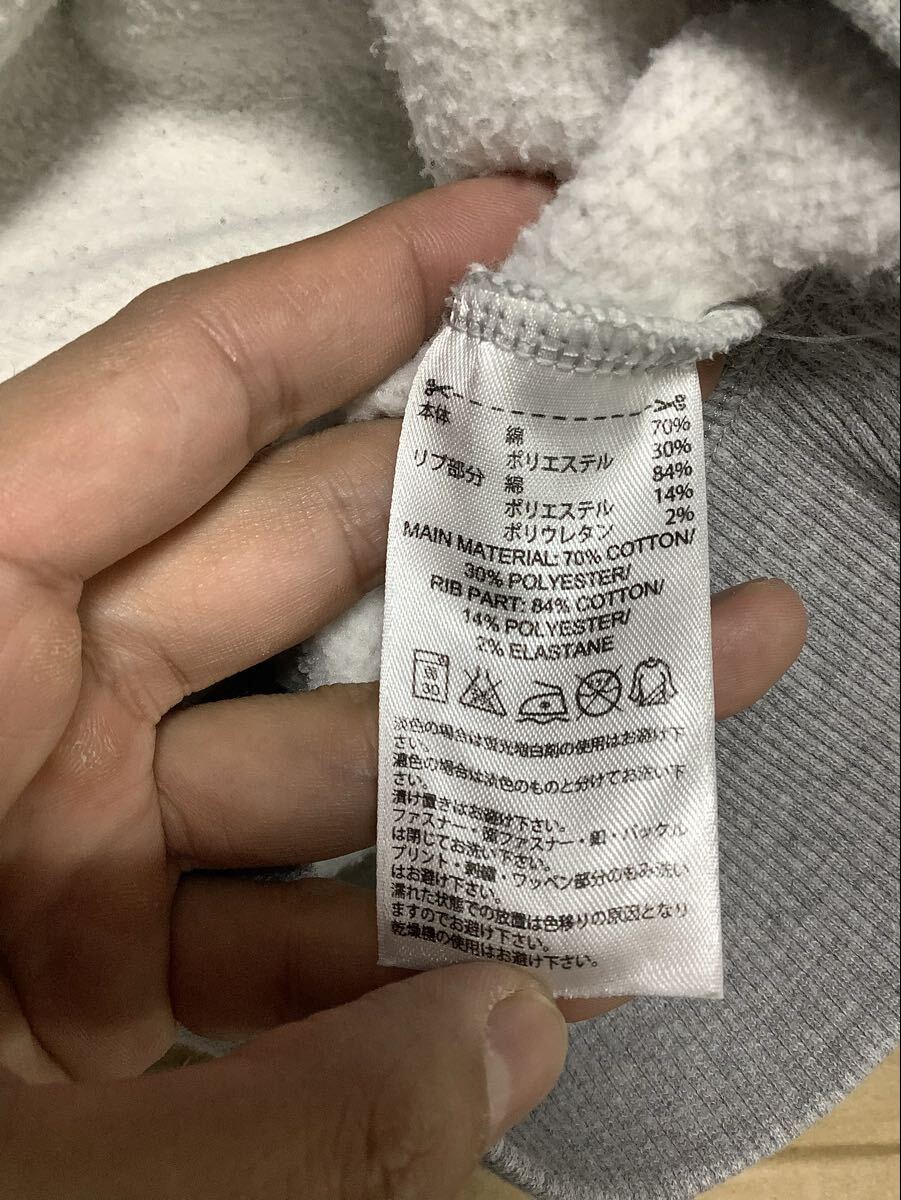 本体 綿 70%
ポリエステル 30%
リブ部分 綿 84%
ポリエステル 14%
ポリウレタン 2%
MAIN MATERIAL: 70% COTTON/
30% POLYESTER/
RIB PART: 84% COTTON/
14% POLYESTER/
2% ELASTANE
30
淡色の場合は蛍光増白剤の使用はお避け下
さい。
濃色の場合は淡色のものと分けてお洗い下
さい。
漬け置きはお避け下さい。
ファスナー・面ファスナー・釦・バックル
は閉じてお洗い下さい。
プリント・刺繍・ワッペン部分のもみ洗い
はお避け下さい。
濡れた状態での放置は色移りの原因となり
ますのでお避け下さい。
乾燥機の使用はお避け下さい。